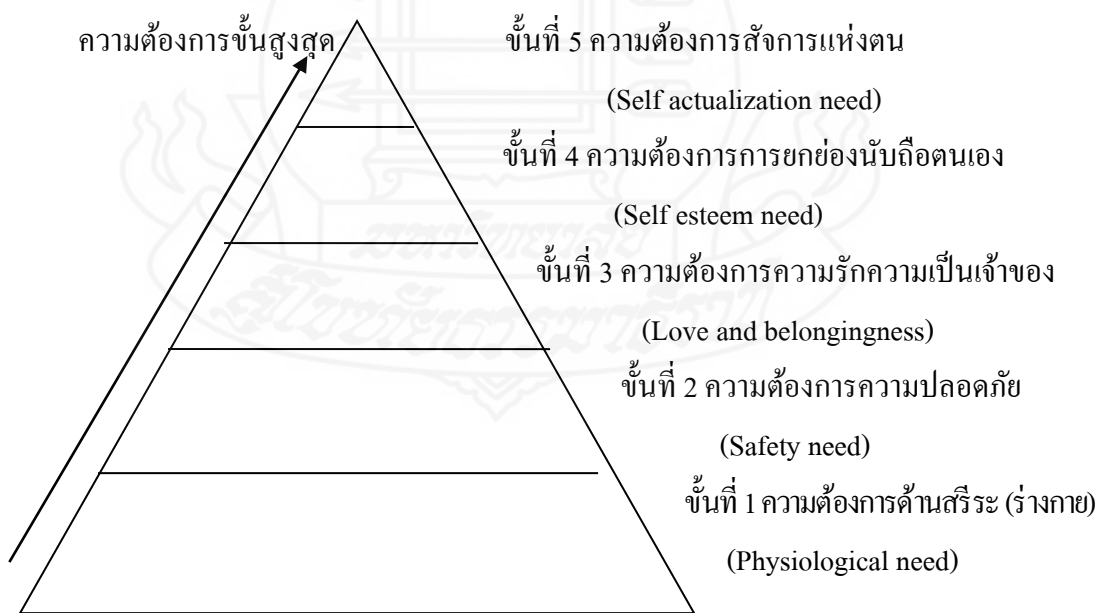 ความต้องการขั้นสูงสุด
ขั้นที่ 5 ความต้องการสัจการแห่งตน
(Self actualization need)
ขั้นที่ 4 ความต้องการการยกย่องนับถือตนเอง
(Self esteem need)
ขั้นที่ 3 ความต้องการความรักความเป็นเจ้าของ
(Love and belongingness)
ขั้นที่ 2 ความต้องการความปลอดภัย
(Safety need)
ขั้นที่ 1 ความต้องการด้านสรีระ (ร่างกาย)
(Physiological need)